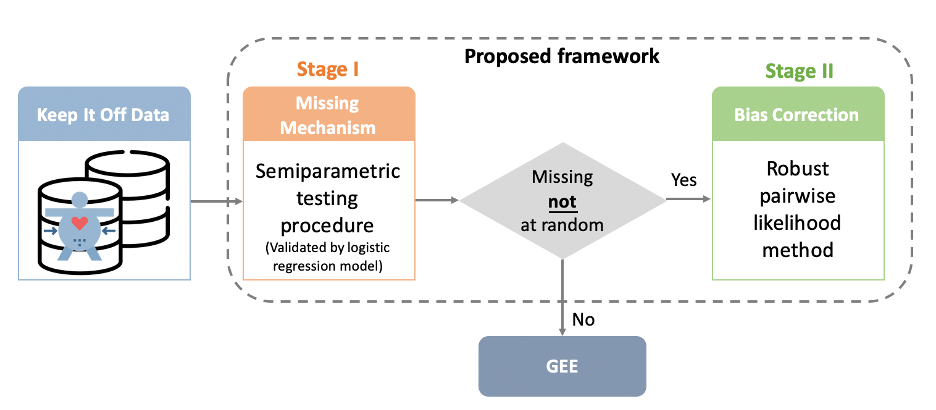 Proposed framework
Keep It Off Data
Stage I
Missing
Mechanism
Semiparametric
testing
procedure
(Validated by logistic
regression model)
Missing
not
at random
Yes
No
Stage II
Bias Correction
Robust
pairwise
likelihood
method
GEE